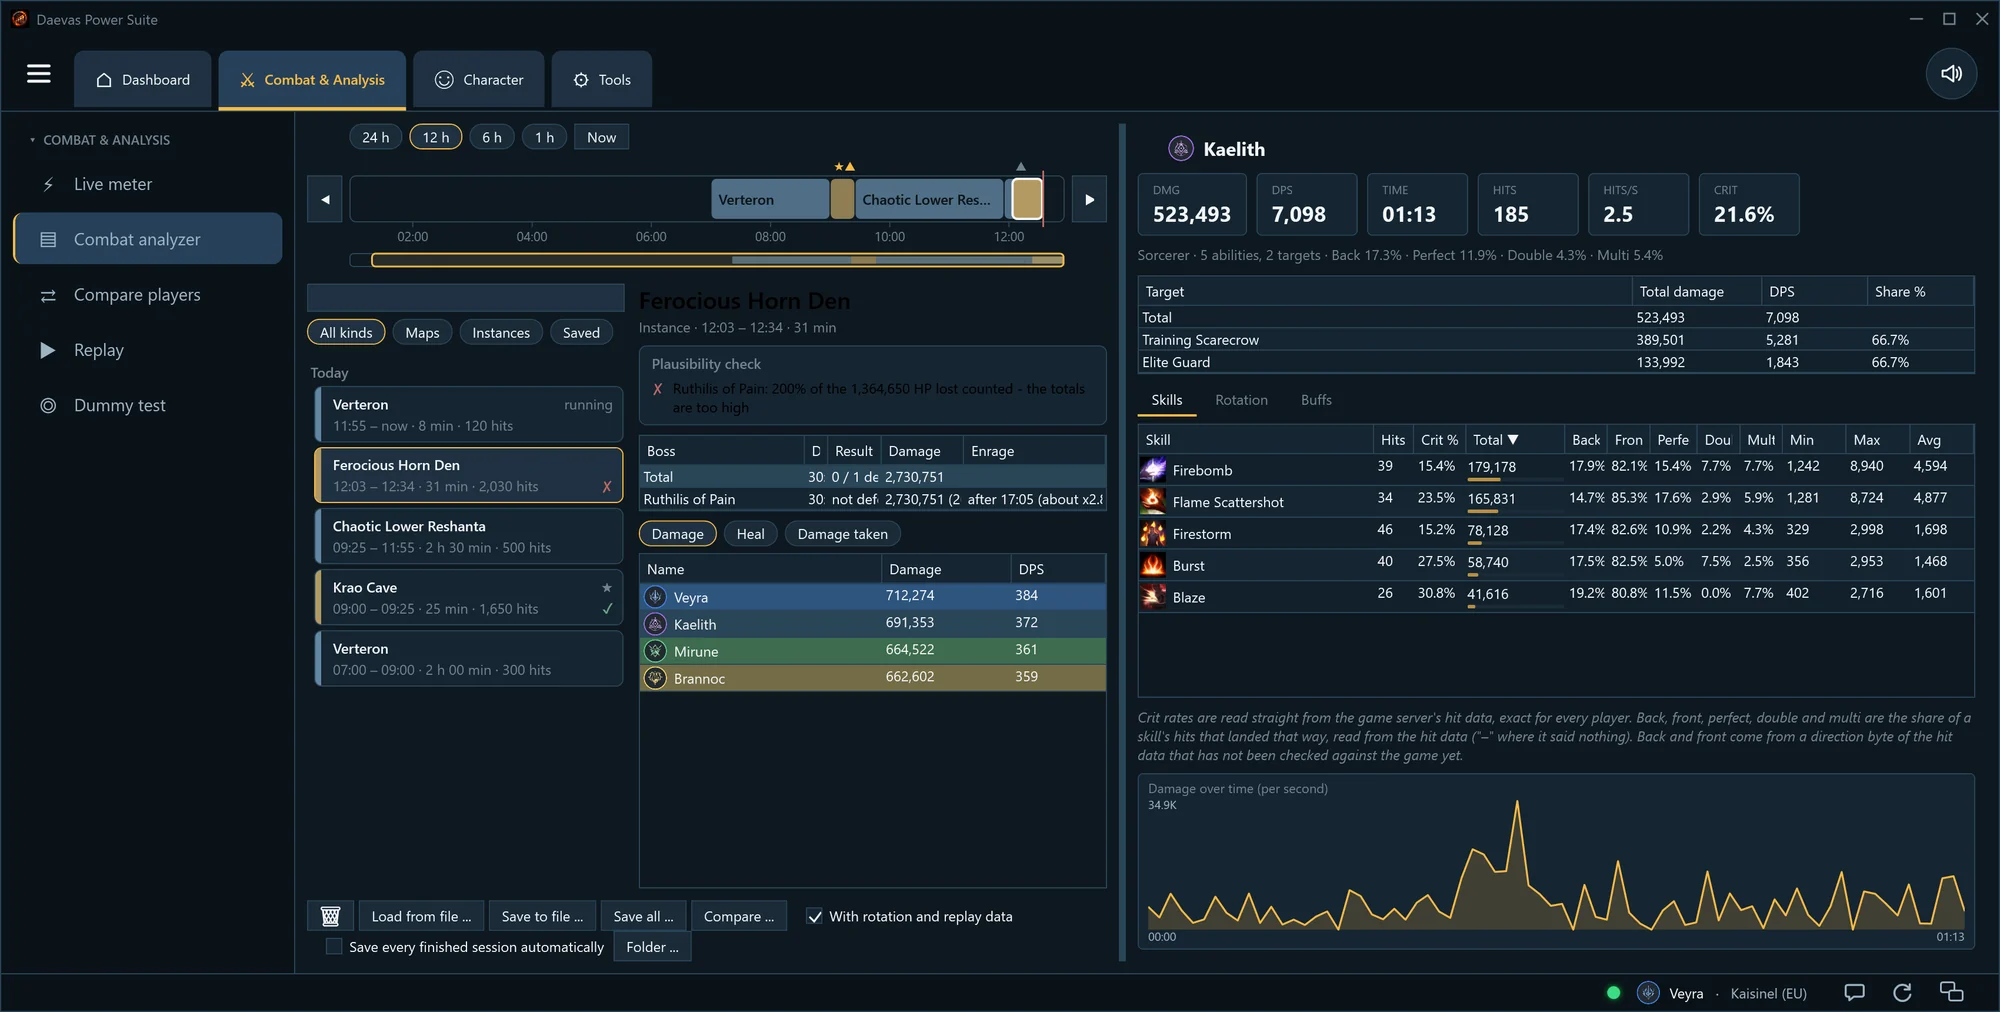 Daevas Power Suite
Dashboard
Combat & Analysis
Character
Tools
COMBAT & ANALYSIS
Live meter
Combat analyzer
Compare players
Replay
Dummy test
24 h
12 h
6 h
1 h
Now
Verteron
Chaotic Lower Res...
02:00
04:00
06:00
08:00
10:00
12:00
All kinds
Maps
Instances
Saved
Today
Verteron
running
11:55 – now · 8 min · 120 hits
Ferocious Horn Den
12:03 – 12:34 · 31 min · 2,030 hits
✗
Chaotic Lower Reshanta
09:25 – 11:55 · 2 h 30 min · 500 hits
Krao Cave
★
09:00 – 09:25 · 25 min · 1,650 hits
✓
Verteron
07:00 – 09:00 · 2 h 00 min · 300 hits
Ferocious Horn Den
Instance · 12:03 – 12:34 · 31 min
Plausibility check
✗ Ruthilis of Pain: 200% of the 1,364,650 HP lost counted - the totals
are too high
Boss D Result Damage Enrage
Total 30: 0 / 1 de 2,730,751
Ruthilis of Pain 30: not def 2,730,751 (2 after 17:05 (about x2.8
Damage
Heal
Damage taken
Name Damage DPS
Veyra 712,274 384
Kaelith 691,353 372
Mirune 664,522 361
Brannoc 662,602 359
Load from file ...
Save to file ...
Save all ...
Compare ...
With rotation and replay data
Save every finished session automatically
Folder ...
Kaelith
DMG
523,493
DPS
7,098
TIME
01:13
HITS
185
HITS/S
2.5
CRIT
21.6%
Sorcerer · 5 abilities, 2 targets · Back 17.3% · Perfect 11.9% · Double 4.3% · Multi 5.4%
Target Total damage DPS Share %
Total 523,493 7,098
Training Scarecrow 389,501 5,281 66.7%
Elite Guard 133,992 1,843 66.7%
Skills
Rotation
Buffs
Skill Hits Crit % Total ▼ Back Fron Perfe Dou Mult Min Max Avg
Firebomb 39 15.4% 179,178 17.9% 82.1% 15.4% 7.7% 7.7% 1,242 8,940 4,594
Flame Scattershot 34 23.5% 165,831 14.7% 85.3% 17.6% 2.9% 5.9% 1,281 8,724 4,877
Firestorm 46 15.2% 78,128 17.4% 82.6% 10.9% 2.2% 4.3% 329 2,998 1,698
Burst 40 27.5% 58,740 17.5% 82.5% 5.0% 7.5% 2.5% 356 2,953 1,468
Blaze 26 30.8% 41,616 19.2% 80.8% 11.5% 0.0% 7.7% 402 2,716 1,601
Crit rates are read straight from the game server's hit data, exact for every player. Back, front, perfect, double and multi are the share of a
skill's hits that landed that way, read from the hit data ("–" where it said nothing). Back and front come from a direction byte of the hit
data that has not been checked against the game yet.
Damage over time (per second)
34.9K
00:00
01:13
Veyra · Kaisinel (EU)